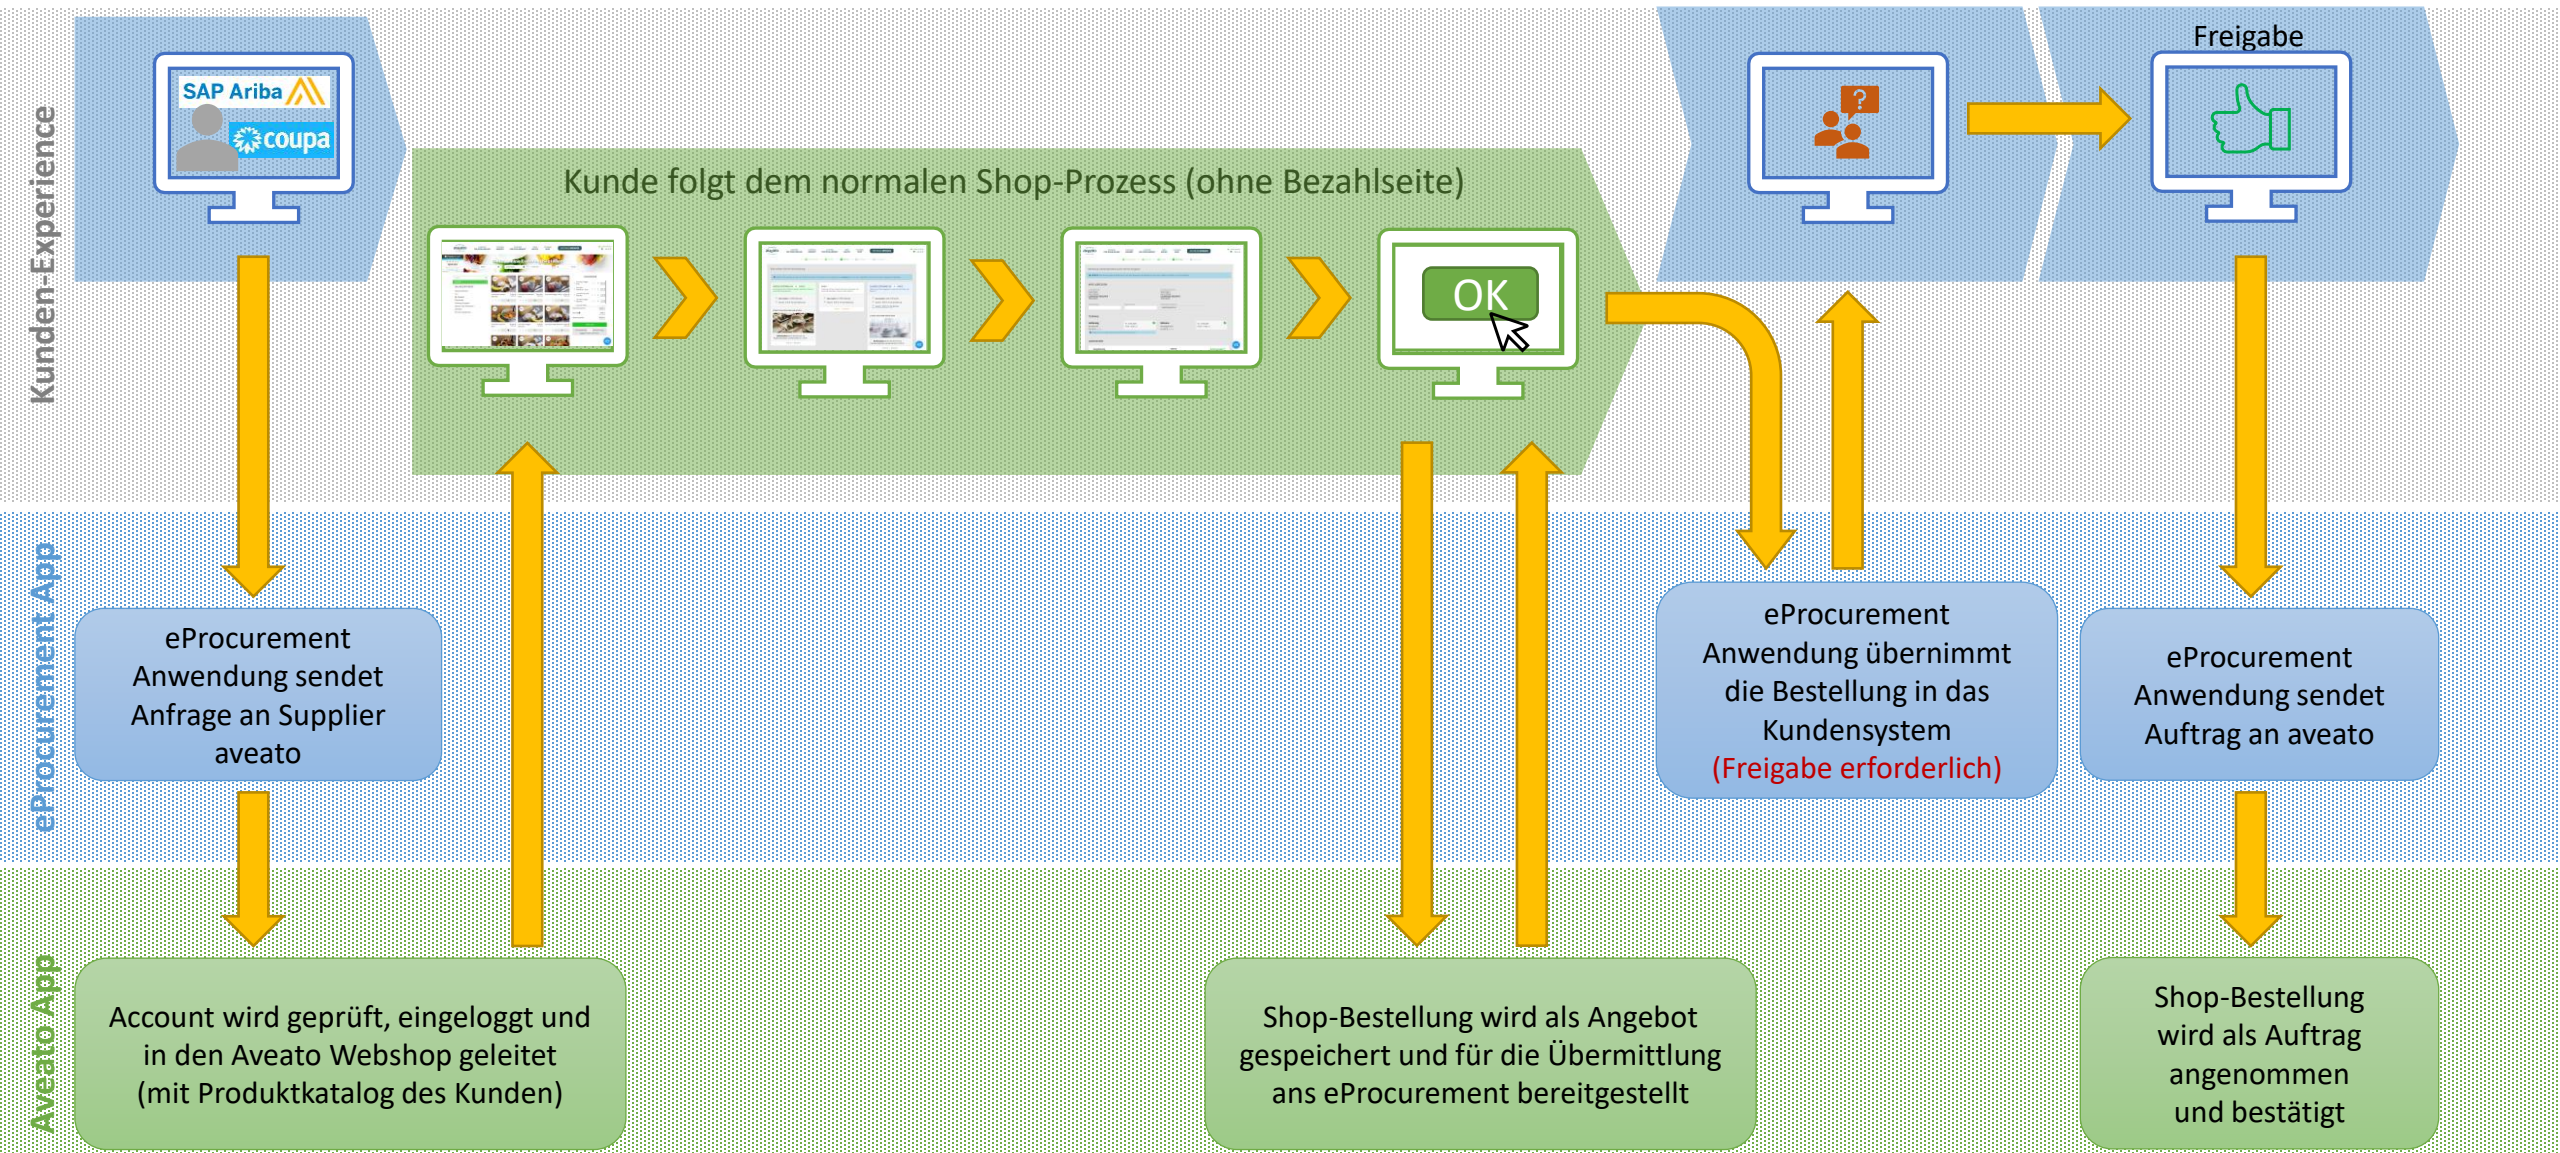 Kunden-Experience
SAP Ariba
coupa
Kunde folgt dem normalen Shop-Prozess (ohne Bezahlseite)
OK
?
Freigabe
eProcurement App
eProcurement
Anwendung sendet
Anfrage an Supplier
aveato
eProcurement
Anwendung übernimmt
die Bestellung in das
Kundensystem
(Freigabe erforderlich)
eProcurement
Anwendung sendet
Auftrag an aveato
Aveato App
Account wird geprüft, eingeloggt und
in den Aveato Webshop geleitet
(mit Produktkatalog des Kunden)
Shop-Bestellung wird als Angebot
gespeichert und für die Übermittlung
ans eProcurement bereitgestellt
Shop-Bestellung
wird als Auftrag
angenommen
und bestätigt